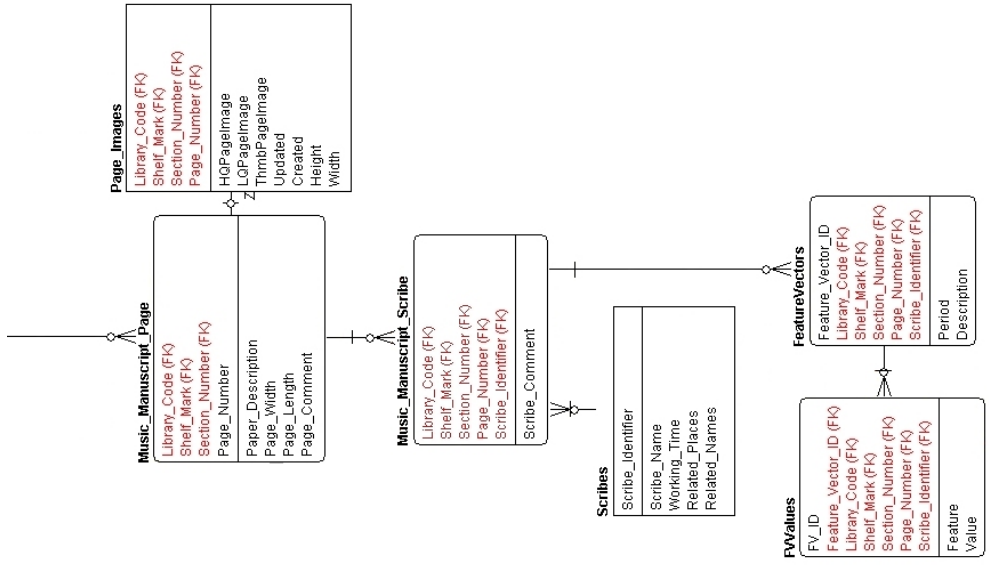 Page_Images
Library_Code (FK)
Shelf_Mark (FK)
Section_Number (FK)
Page_Number (FK)
HQPageImage
LQPageImage
ThmbPageImage
Updated
Created
Height
Width
Z
Music_Manuscript_Page
Library_Code (FK)
Shelf_Mark (FK)
Section_Number (FK)
Page_Number
Paper_Description
Page_Width
Page_Length
Page_Comment
Music_Manuscript_Scribe
Library_Code (FK)
Shelf_Mark (FK)
Section_Number (FK)
Page_Number (FK)
Scribe_Identifier (FK)
Scribe_Comment
Scribes
Scribe_Identifier
Scribe_Name
Working_Time
Related_Places
Related_Names
FeatureVectors
Feature_Vector_ID
Library_Code (FK)
Shelf_Mark (FK)
Section_Number (FK)
Page_Number (FK)
Scribe_Identifier (FK)
Period
Description
FVValues
FV_ID
Feature_Vector_ID (FK)
Library_Code (FK)
Shelf_Mark (FK)
Section_Number (FK)
Page_Number (FK)
Scribe_Identifier (FK)
Feature
Value